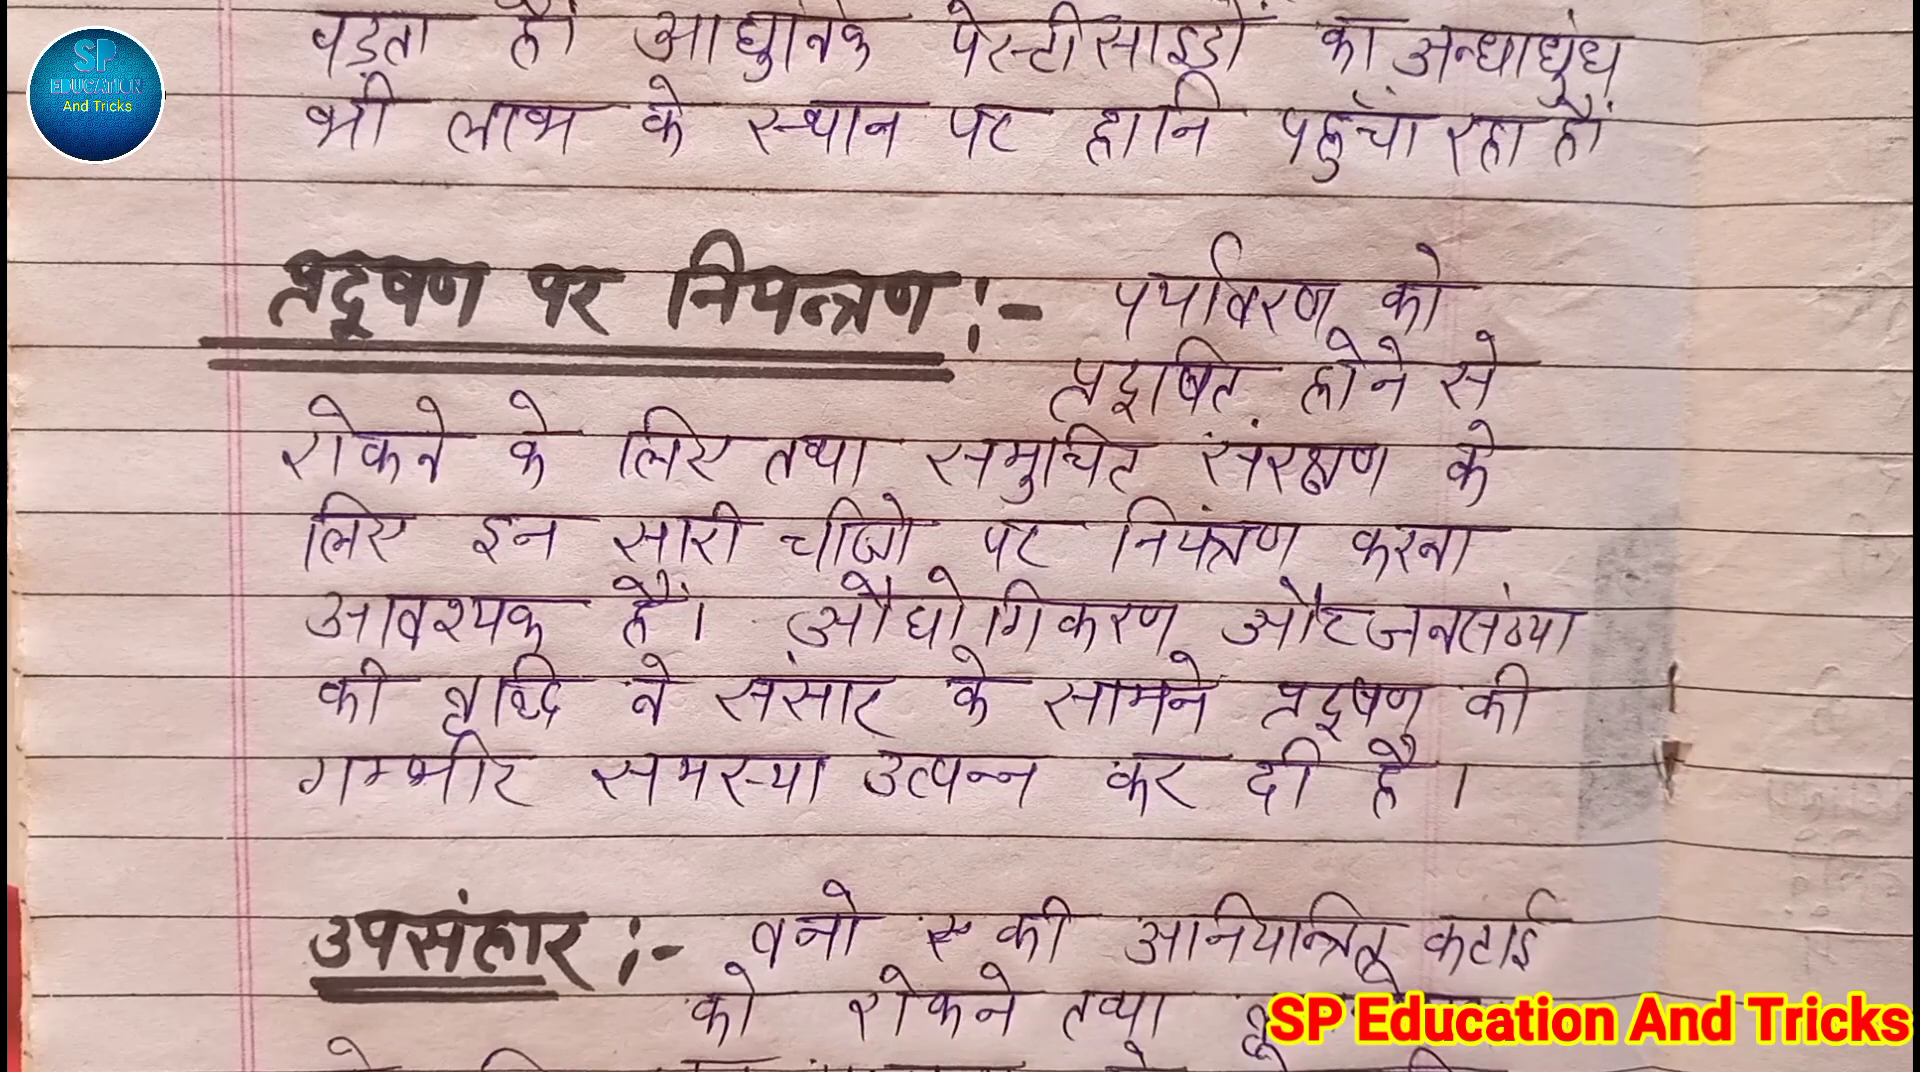 SP
EDUCATION
And Tricks
पड़ता है। आधुनिक पेस्टीसाइडों का अन्धाधुंध
भी लाभ के स्थान पर हानि पहुँचा रहा है।
प्रदूषण पर नियन्त्रण :- पर्यावरण को
प्रदूषित होने से
रोकने के लिए तथा समुचित संरक्षण के
लिए इन सारी चीजो पर नियंत्रण करना
आवश्यक है। औद्योगिकरण और जनसंख्या
की वृद्धि ने संसार के सामने प्रदूषण की
गम्भीर समस्या उत्पन्न कर दी है।
उपसंहार :- वनो की अनियन्त्रित कटाई
को रोकने तथा
SP Education And Tricks